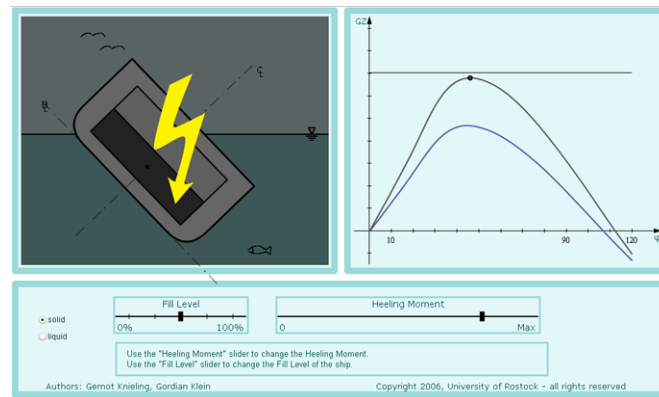 GZ
℄
10
90
120
φ
Fill Level
0%
100%
Heeling Moment
0
Max
solid
liquid
Use the "Heeling Moment" slider to change the Heeling Moment.
Use the "Fill Level" slider to change the Fill Level of the ship.
Authors: Gernot Knieling, Gordian Klein
Copyright 2006, University of Rostock - all rights reserved